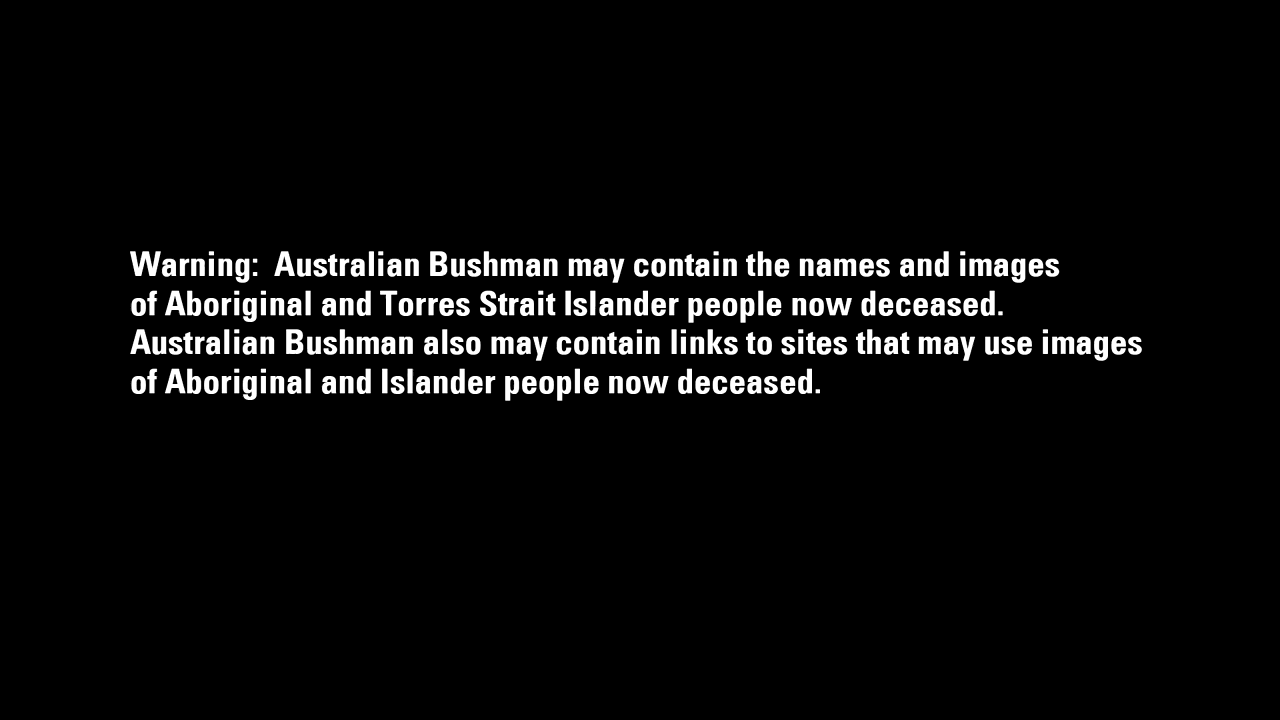 Warning:  Australian Bushman may contain the names and images
of Aboriginal and Torres Strait Islander people now deceased.
Australian Bushman also may contain links to sites that may use images
of Aboriginal and Islander people now deceased.